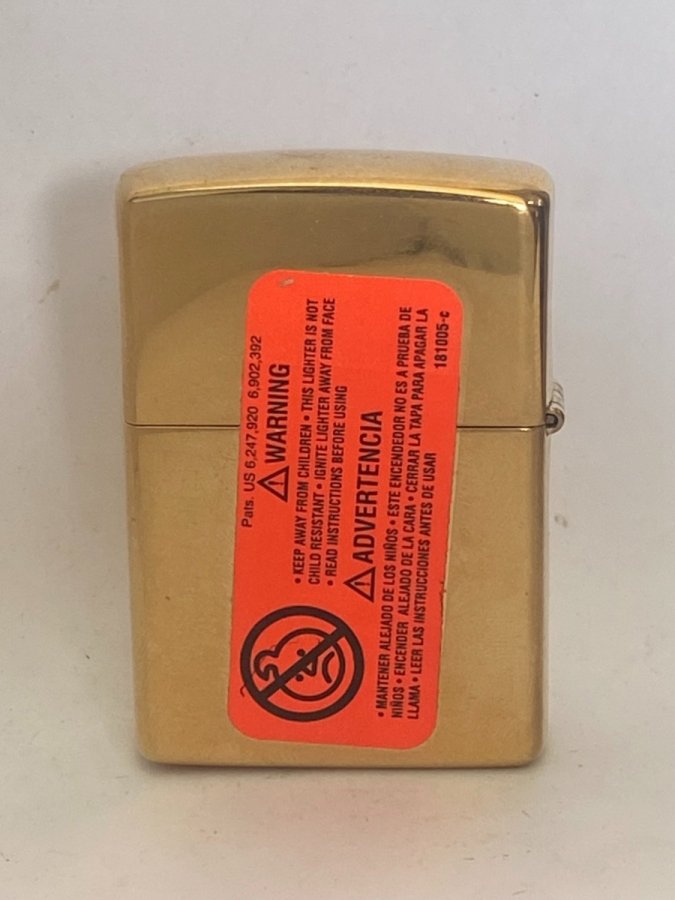 Pats. US 6,247,920 6,902,392
⚠ WARNING
• KEEP AWAY FROM CHILDREN • THIS LIGHTER IS NOT
CHILD RESISTANT • IGNITE LIGHTER AWAY FROM FACE
• READ INSTRUCTIONS BEFORE USING
⚠ ADVERTENCIA
• MANTENER ALEJADO DE LOS NIÑOS • ESTE ENCENDEDOR NO ES A PRUEBA DE
NIÑOS • ENCENDER ALEJADO DE LA CARA • CERRAR LA TAPA PARA APAGAR LA
LLAMA • LEER LAS INSTRUCCIONES ANTES DE USAR
181005-c